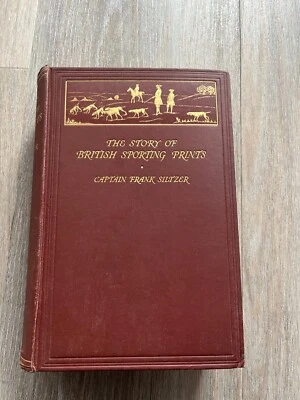 THE STORY OF
BRITISH SPORTING PRINTS
CAPTAIN FRANK SILTZER